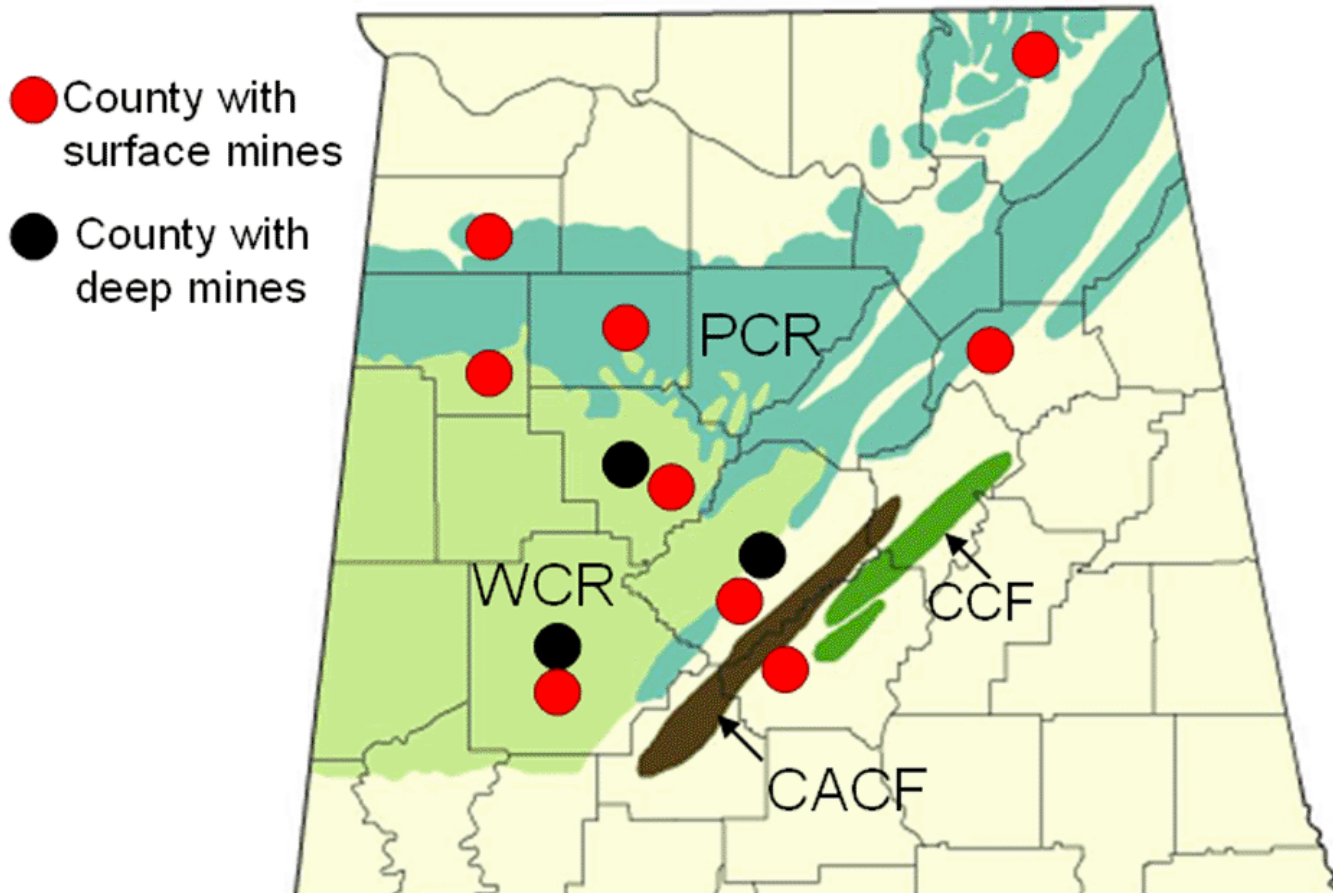 County with
surface mines
County with
deep mines
PCR
WCR
CCF
CACF